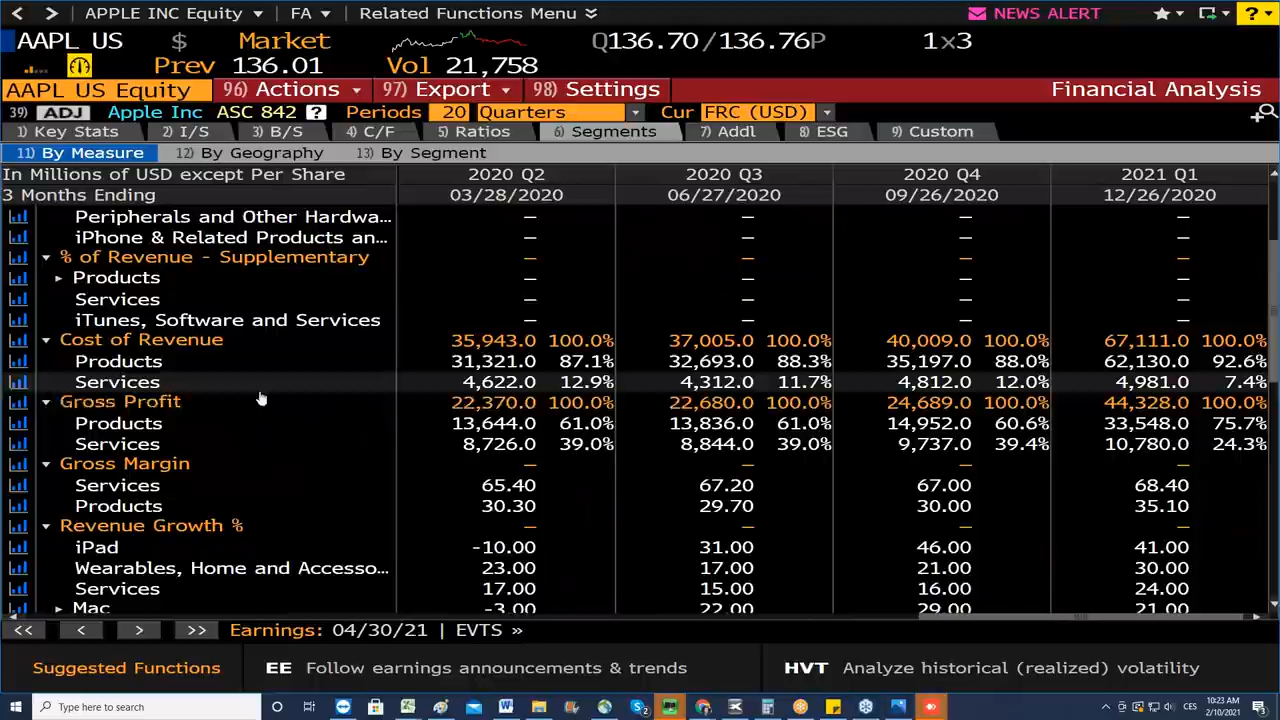 APPLE INC Equity FA Related Functions Menu NEWS ALERT ?
AAPL US $ Market Q136.70/136.76P 1x3
Prev 136.01 Vol 21,758
AAPL US Equity 96) Actions 97) Export 98) Settings Financial Analysis
39) ADJ Apple Inc ASC 842 ? Periods 20 Quarters Cur FRC (USD)
1) Key Stats 2) I/S 3) B/S 4) C/F 5) Ratios 6) Segments 7) Addl 8) ESG 9) Custom
11) By Measure 12) By Geography 13) By Segment
In Millions of USD except Per Share 2020 Q2 2020 Q3 2020 Q4 2021 Q1
3 Months Ending 03/28/2020 06/27/2020 09/26/2020 12/26/2020
Peripherals and Other Hardwa... — — — —
iPhone & Related Products an... — — — —
% of Revenue - Supplementary — — — —
Products — — — —
Services — — — —
iTunes, Software and Services — — — —
Cost of Revenue 35,943.0 100.0% 37,005.0 100.0% 40,009.0 100.0% 67,111.0 100.0%
Products 31,321.0 87.1% 32,693.0 88.3% 35,197.0 88.0% 62,130.0 92.6%
Services 4,622.0 12.9% 4,312.0 11.7% 4,812.0 12.0% 4,981.0 7.4%
Gross Profit 22,370.0 100.0% 22,680.0 100.0% 24,689.0 100.0% 44,328.0 100.0%
Products 13,644.0 61.0% 13,836.0 61.0% 14,952.0 60.6% 33,548.0 75.7%
Services 8,726.0 39.0% 8,844.0 39.0% 9,737.0 39.4% 10,780.0 24.3%
Gross Margin — — — —
Services 65.40 67.20 67.00 68.40
Products 30.30 29.70 30.00 35.10
Revenue Growth % — — — —
iPad -10.00 31.00 46.00 41.00
Wearables, Home and Accesso... 23.00 17.00 21.00 30.00
Services 17.00 15.00 16.00 24.00
Mac -3.00 22.00 29.00 21.00
<< < > >> Earnings: 04/30/21 | EVTS »
Suggested Functions EE Follow earnings announcements & trends HVT Analyze historical (realized) volatility
Type here to search CES 10:23 AM
2/10/2021